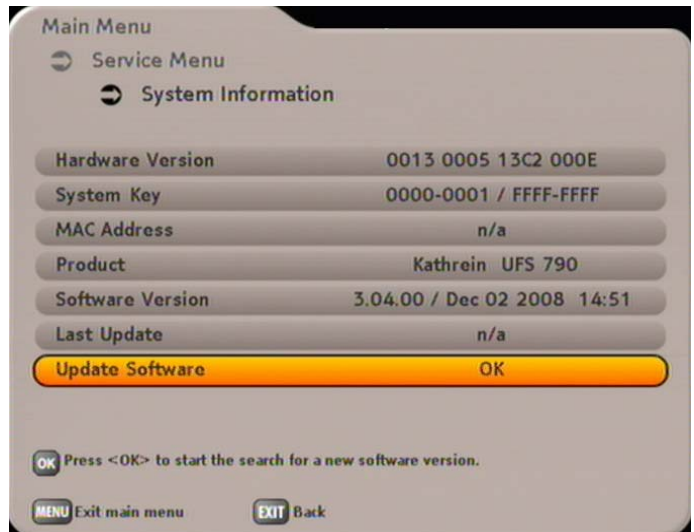 Main Menu
Service Menu
System Information
Hardware Version 0013 0005 13C2 000E
System Key 0000-0001 / FFFF-FFFF
MAC Address n/a
Product Kathrein UFS 790
Software Version 3.04.00 / Dec 02 2008 14:51
Last Update n/a
Update Software OK
OK Press <OK> to start the search for a new software version.
MENU Exit main menu EXIT Back